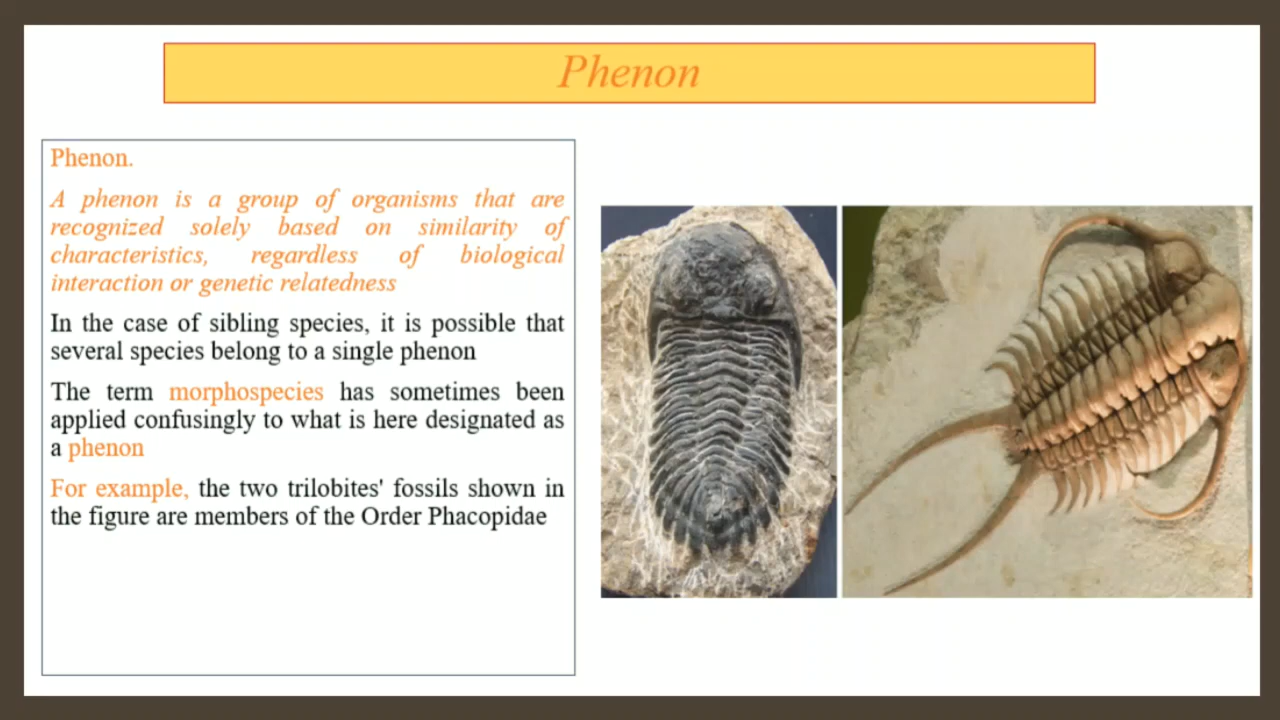 Phenon
Phenon.
A phenon is a group of organisms that are
recognized solely based on similarity of
characteristics, regardless of biological
interaction or genetic relatedness
In the case of sibling species, it is possible that
several species belong to a single phenon
The term morphospecies has sometimes been
applied confusingly to what is here designated as
a phenon
For example, the two trilobites' fossils shown in
the figure are members of the Order Phacopidae